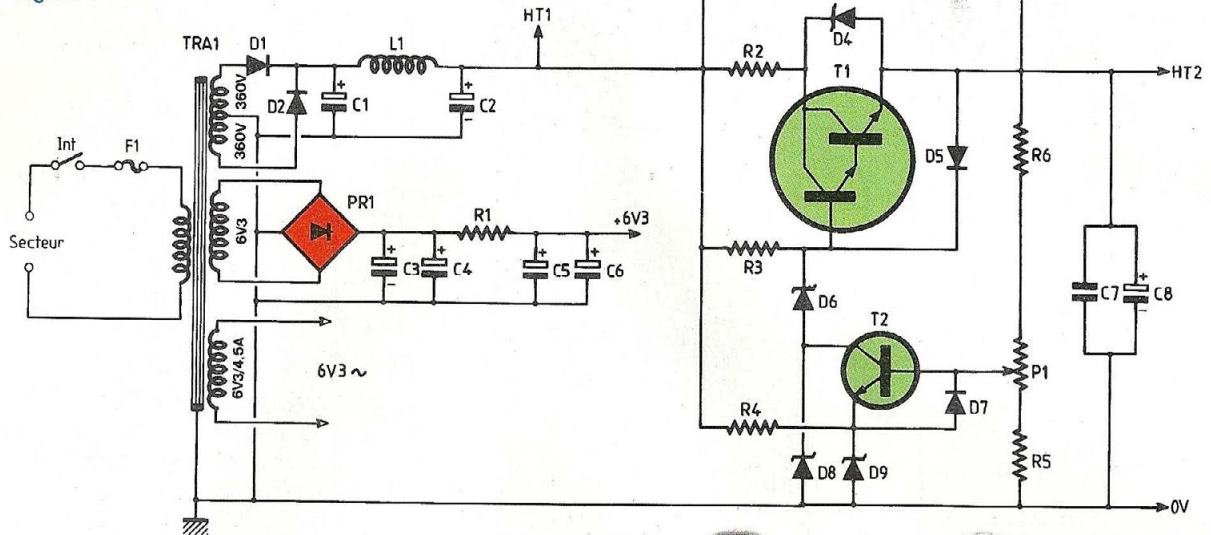 HT1
TRA1
D1
L1
360V
360V
D2
C1
C2
Int
F1
Secteur
6V3
PR1
R1
+6V3
C3
C4
C5
C6
6V3/4.5A
6V3~
R2
D4
T1
HT2
D5
R6
R3
D6
T2
C7
C8
P1
D7
R4
D8
D9
R5
0V
+
+
−
+
−
+
+
+
+
−